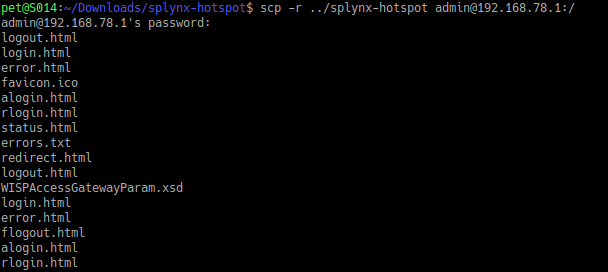 pet@S014:~/Downloads/splynx-hotspot$ scp -r ../splynx-hotspot admin@192.168.78.1:/
admin@192.168.78.1's password:
logout.html
login.html
error.html
favicon.ico
alogin.html
rlogin.html
status.html
errors.txt
redirect.html
logout.html
WISPAccessGatewayParam.xsd
login.html
error.html
flogout.html
alogin.html
rlogin.html